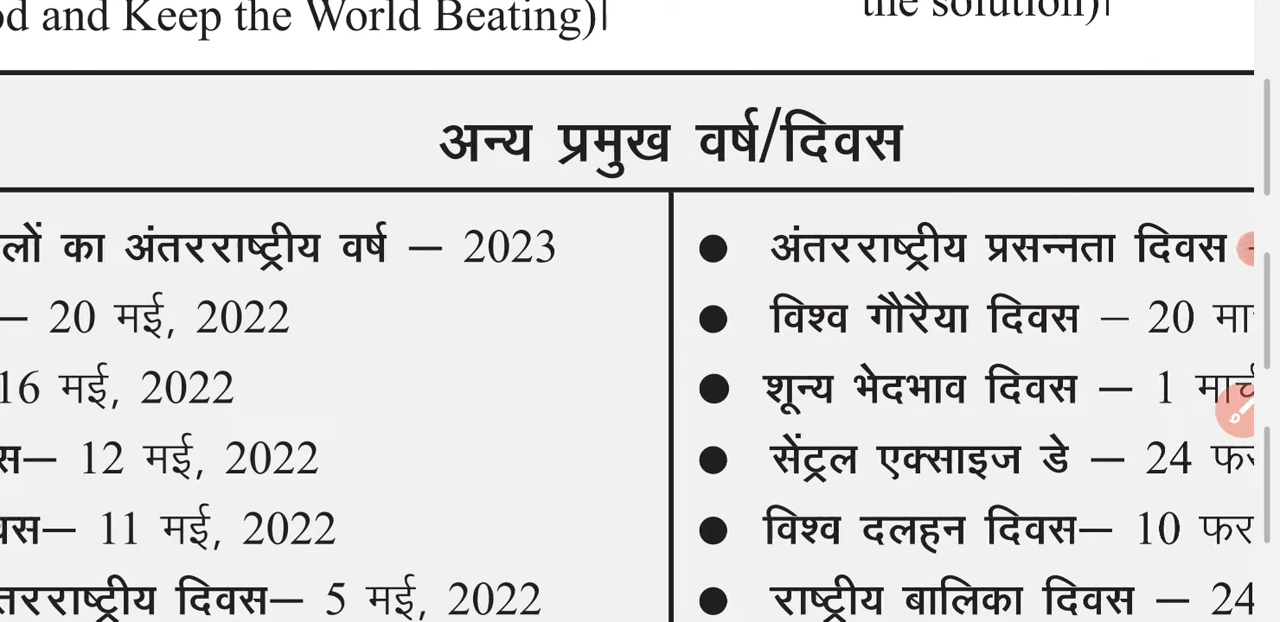 and Keep the World Beating)।
the solution)।
अन्य प्रमुख वर्ष/दिवस
का अंतरराष्ट्रीय वर्ष — 2023
— 20 मई, 2022
16 मई, 2022
— 12 मई, 2022
— 11 मई, 2022
दिवस— 5 मई, 2022
● अंतरराष्ट्रीय प्रसन्नता दिवस -
● विश्व गौरैया दिवस – 20
● शून्य भेदभाव दिवस — 1 मार्च
● सेंट्रल एक्साइज डे — 24
● विश्व दलहन दिवस— 10
● राष्ट्रीय बालिका दिवस — 24